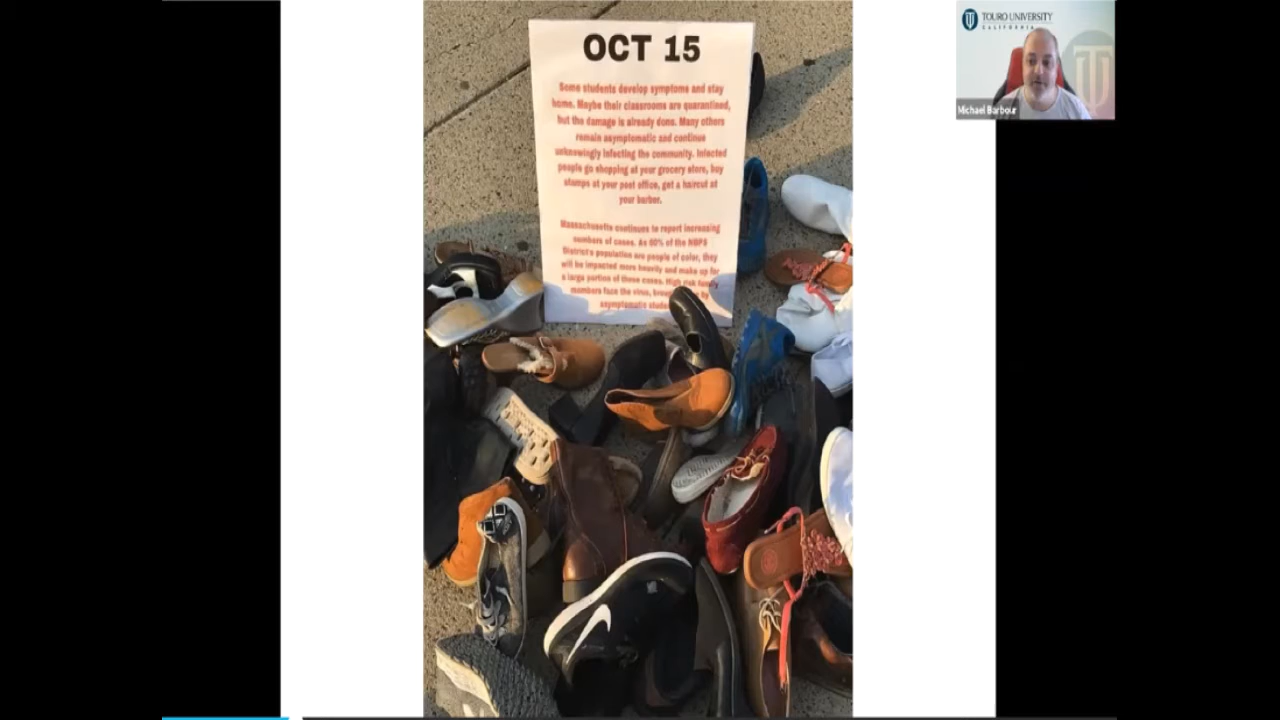 OCT 15
Some students develop symptoms and stay
home. Maybe their classrooms are quarantined,
but the damage is already done. Many others
remain asymptomatic and continue
unknowingly infecting the community. Infected
people go shopping at your grocery store, buy
stamps at your post office, get a haircut at
your barber.
Massachusetts continues to report increasing
numbers of cases. As 60% of the NBPS
District's population are people of color, they
will be impacted more heavily and make up for
a large portion of these cases. High risk family
members face the virus, by
asymptomatic
TOURO UNIVERSITY
CALIFORNIA
Michael Barbour